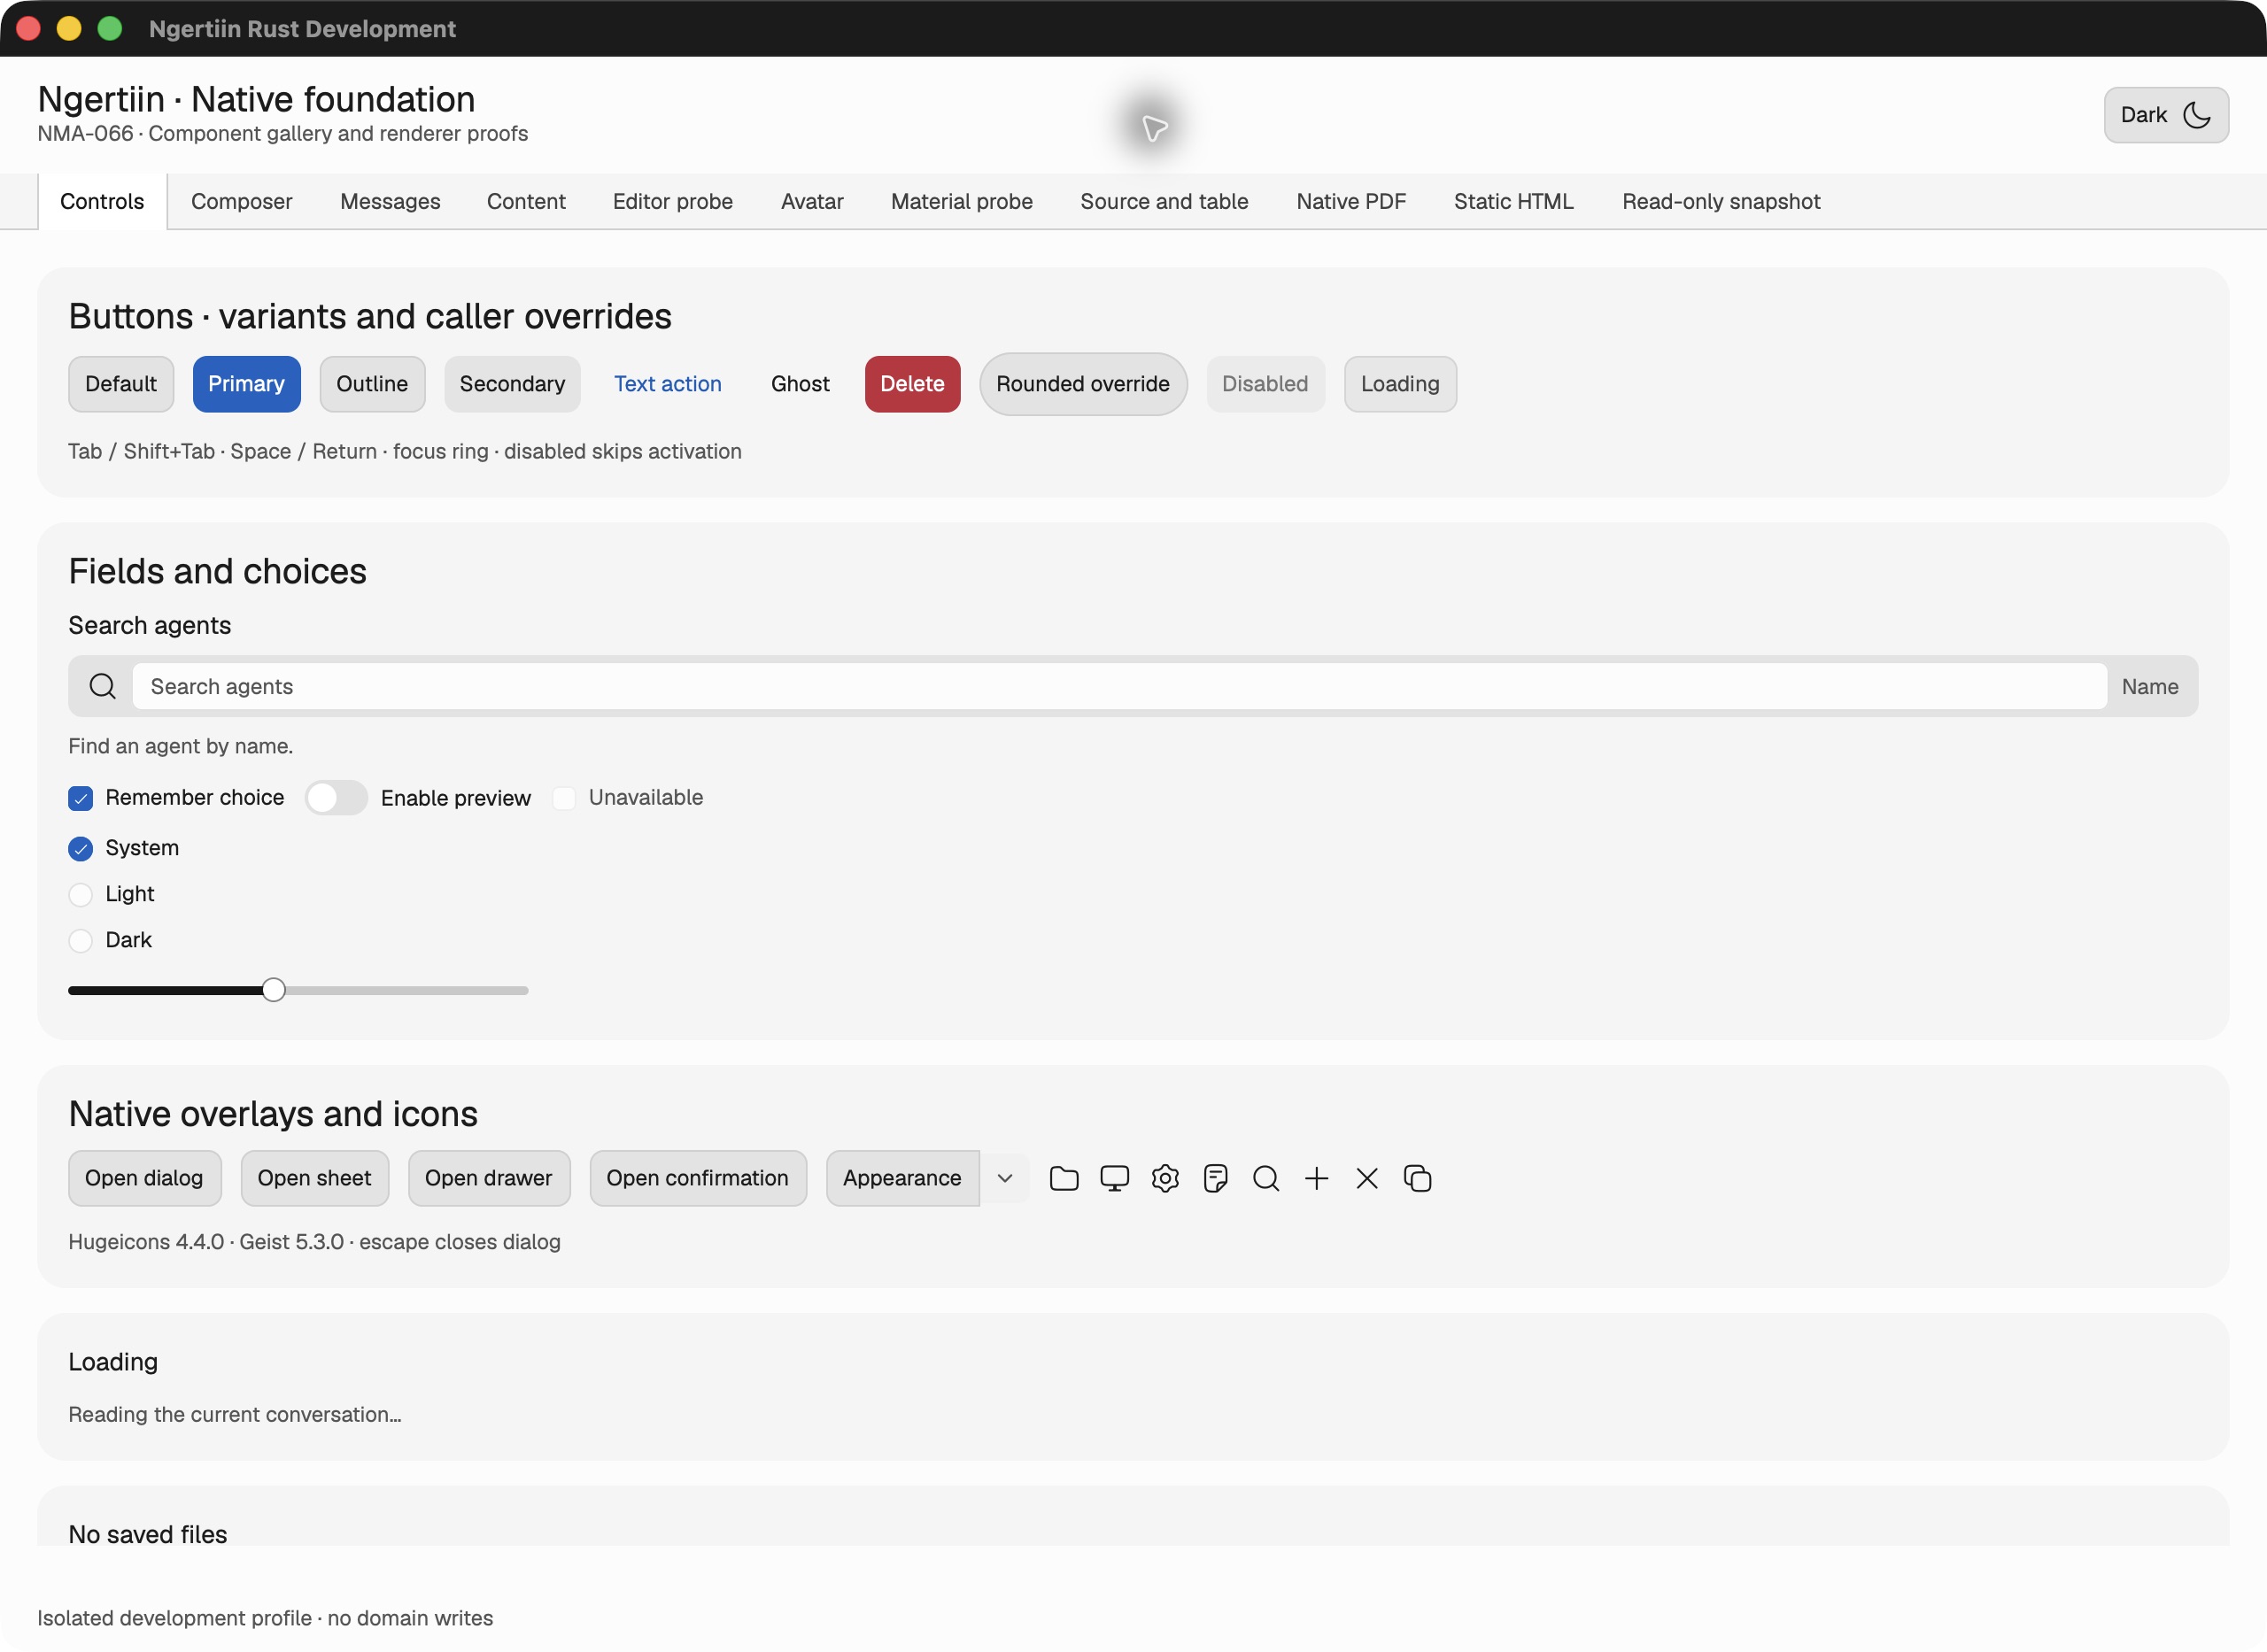 Ngertiin Rust Development
Ngertiin · Native foundation
NMA-066 · Component gallery and renderer proofs
Dark
Controls Composer Messages Content Editor probe Avatar Material probe Source and table Native PDF Static HTML Read-only snapshot
Buttons · variants and caller overrides
Default Primary Outline Secondary Text action Ghost Delete Rounded override Disabled Loading
Tab / Shift+Tab · Space / Return · focus ring · disabled skips activation
Fields and choices
Search agents
Search agents Name
Find an agent by name.
Remember choice Enable preview Unavailable
System
Light
Dark
Native overlays and icons
Open dialog Open sheet Open drawer Open confirmation Appearance
Hugeicons 4.4.0 · Geist 5.3.0 · escape closes dialog
Loading
Reading the current conversation…
No saved files
Isolated development profile · no domain writes